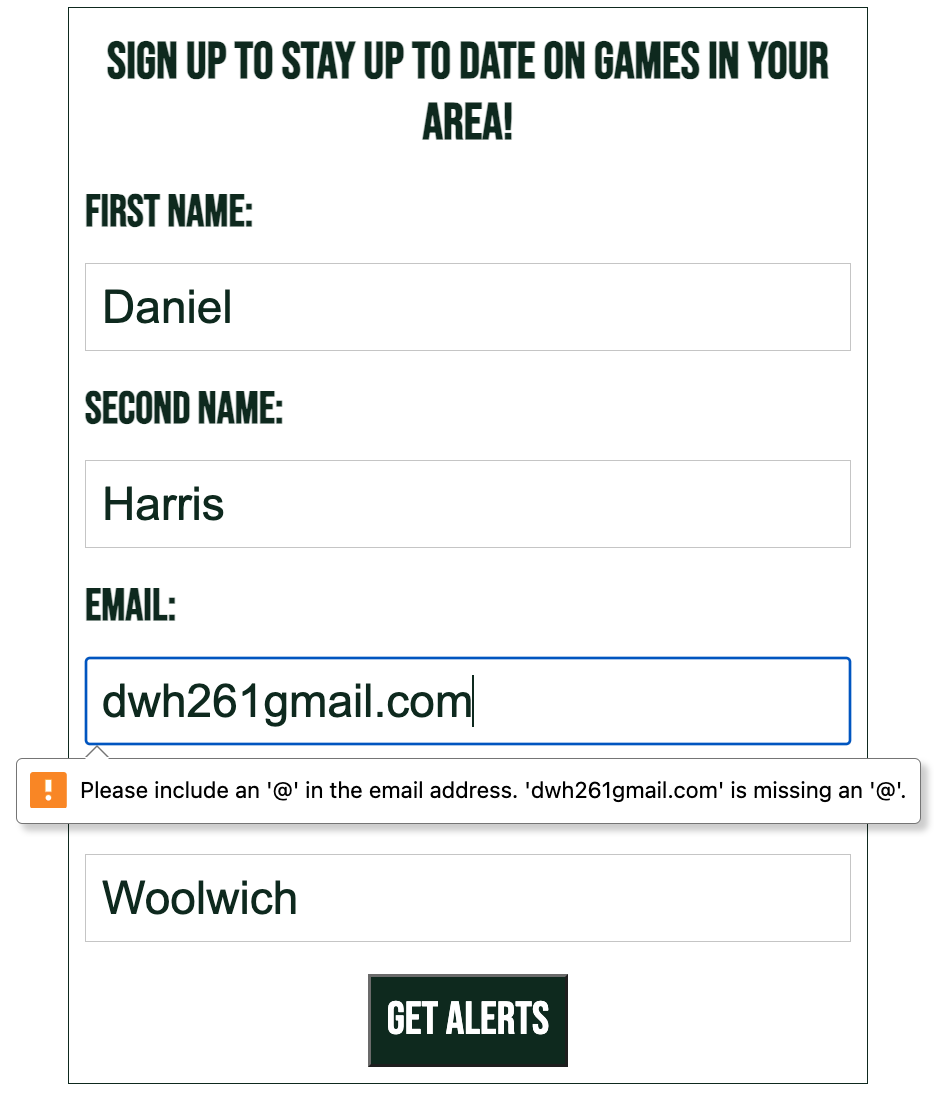 SIGN UP TO STAY UP TO DATE ON GAMES IN YOUR
AREA!
FIRST NAME:
Daniel
SECOND NAME:
Harris
EMAIL:
dwh261gmail.com
! Please include an '@' in the email address. 'dwh261gmail.com' is missing an '@'.
Woolwich
GET ALERTS